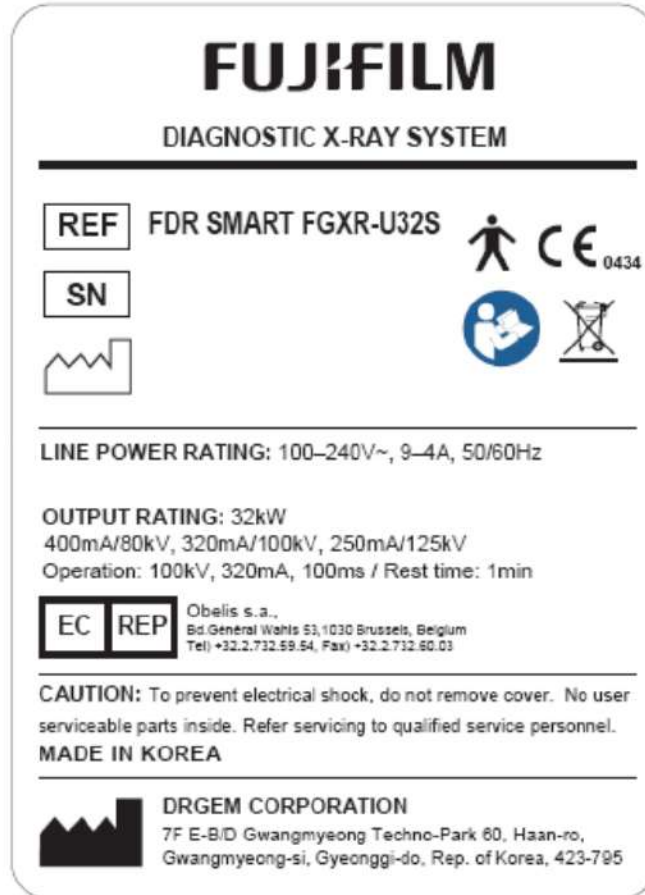 FUJIFILM
DIAGNOSTIC X-RAY SYSTEM
REF FDR SMART FGXR-U32S
CE 0434
SN
LINE POWER RATING: 100–240V~, 9–4A, 50/60Hz
OUTPUT RATING: 32kW
400mA/80kV, 320mA/100kV, 250mA/125kV
Operation: 100kV, 320mA, 100ms / Rest time: 1min
EC REP
Obelis s.a.,
Bd.Général Wahis 53,1030 Brussels, Belgium
Tel) +32.2.732.59.54, Fax) +32.2.732.60.03
CAUTION: To prevent electrical shock, do not remove cover. No user
serviceable parts inside. Refer servicing to qualified service personnel.
MADE IN KOREA
DRGEM CORPORATION
7F E-B/D Gwangmyeong Techno-Park 60, Haan-ro,
Gwangmyeong-si, Gyeonggi-do, Rep. of Korea, 423-795